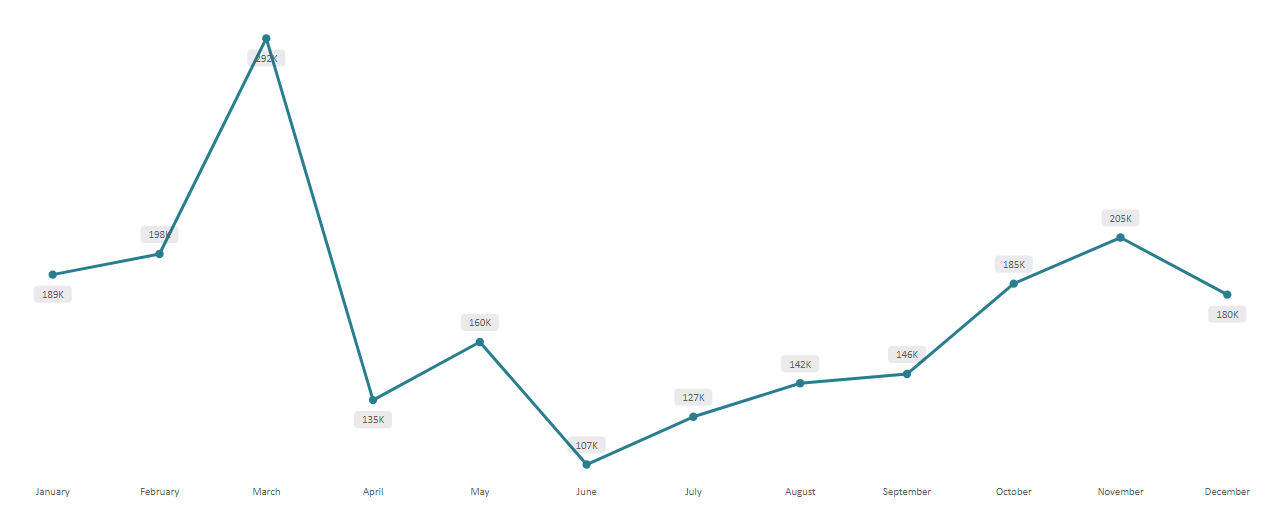 292K
205K
198K
185K
189K
180K
160K
146K
142K
127K
135K
107K
January February March April May June July August September October November December